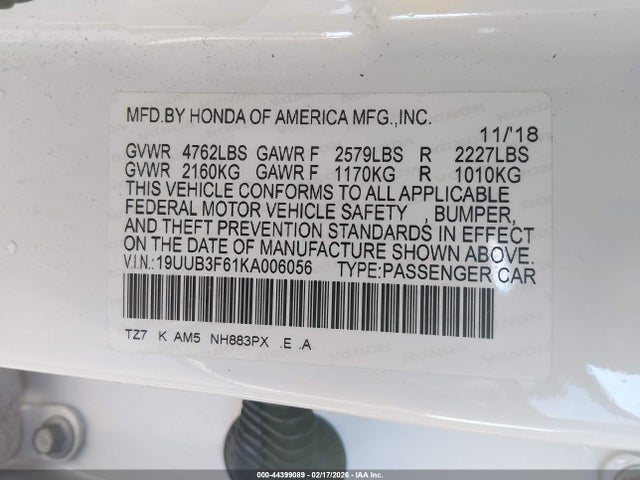 MFD.BY HONDA OF AMERICA MFG.,INC.
11/'18
GVWR 4762LBS GAWR F 2579LBS R 2227LBS
GVWR 2160KG GAWR F 1170KG R 1010KG
THIS VEHICLE CONFORMS TO ALL APPLICABLE
FEDERAL MOTOR VEHICLE SAFETY , BUMPER,
AND THEFT PREVENTION STANDARDS IN EFFECT
ON THE DATE OF MANUFACTURE SHOWN ABOVE.
V.I.N.:19UUB3F61KA006056 TYPE:PASSENGER CAR
TZ7 K AM5 NH883PX .E .A
000-44399089 | 02/17/2026 - Copyright: IAA Inc.